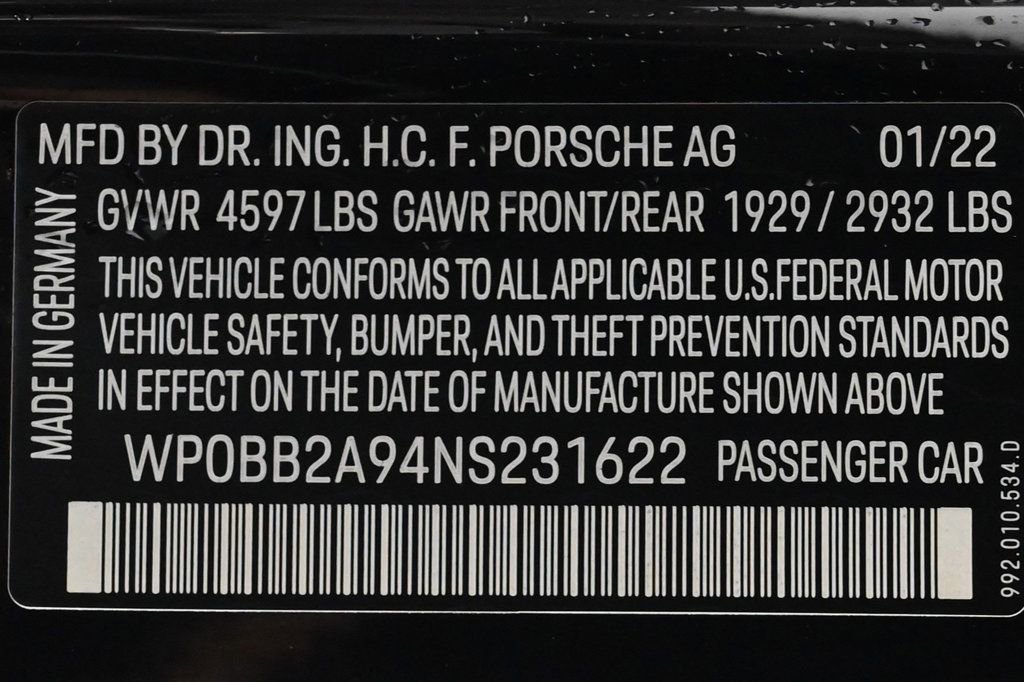 MFD BY DR. ING. H.C. F. PORSCHE AG 01/22
GVWR 4597 LBS GAWR FRONT/REAR 1929 / 2932 LBS
THIS VEHICLE CONFORMS TO ALL APPLICABLE U.S.FEDERAL MOTOR
VEHICLE SAFETY, BUMPER, AND THEFT PREVENTION STANDARDS
IN EFFECT ON THE DATE OF MANUFACTURE SHOWN ABOVE
WP0BB2A94NS231622 PASSENGER CAR
MADE IN GERMANY
992.010.534.D